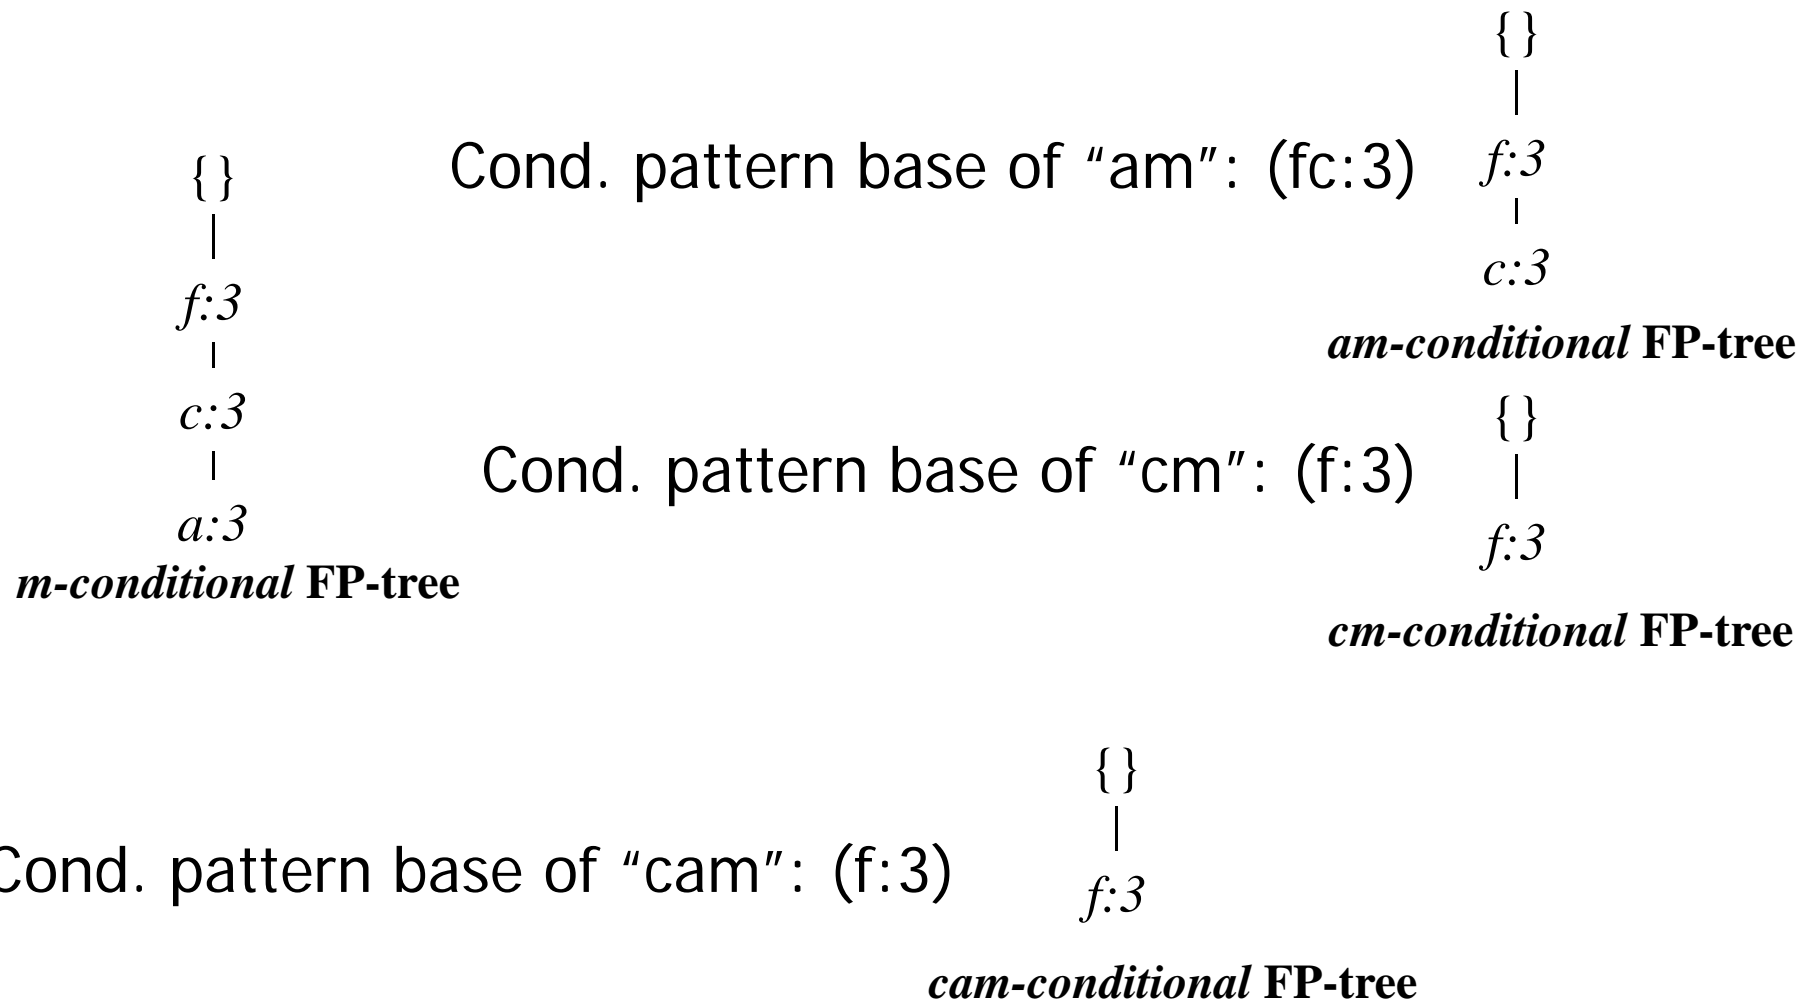 {}
f:3
c:3
a:3
m-conditional FP-tree
Cond. pattern base of “am”: (fc:3)
{}
f:3
c:3
am-conditional FP-tree
Cond. pattern base of “cm”: (f:3)
{}
f:3
cm-conditional FP-tree
Cond. pattern base of “cam”: (f:3)
{}
f:3
cam-conditional FP-tree